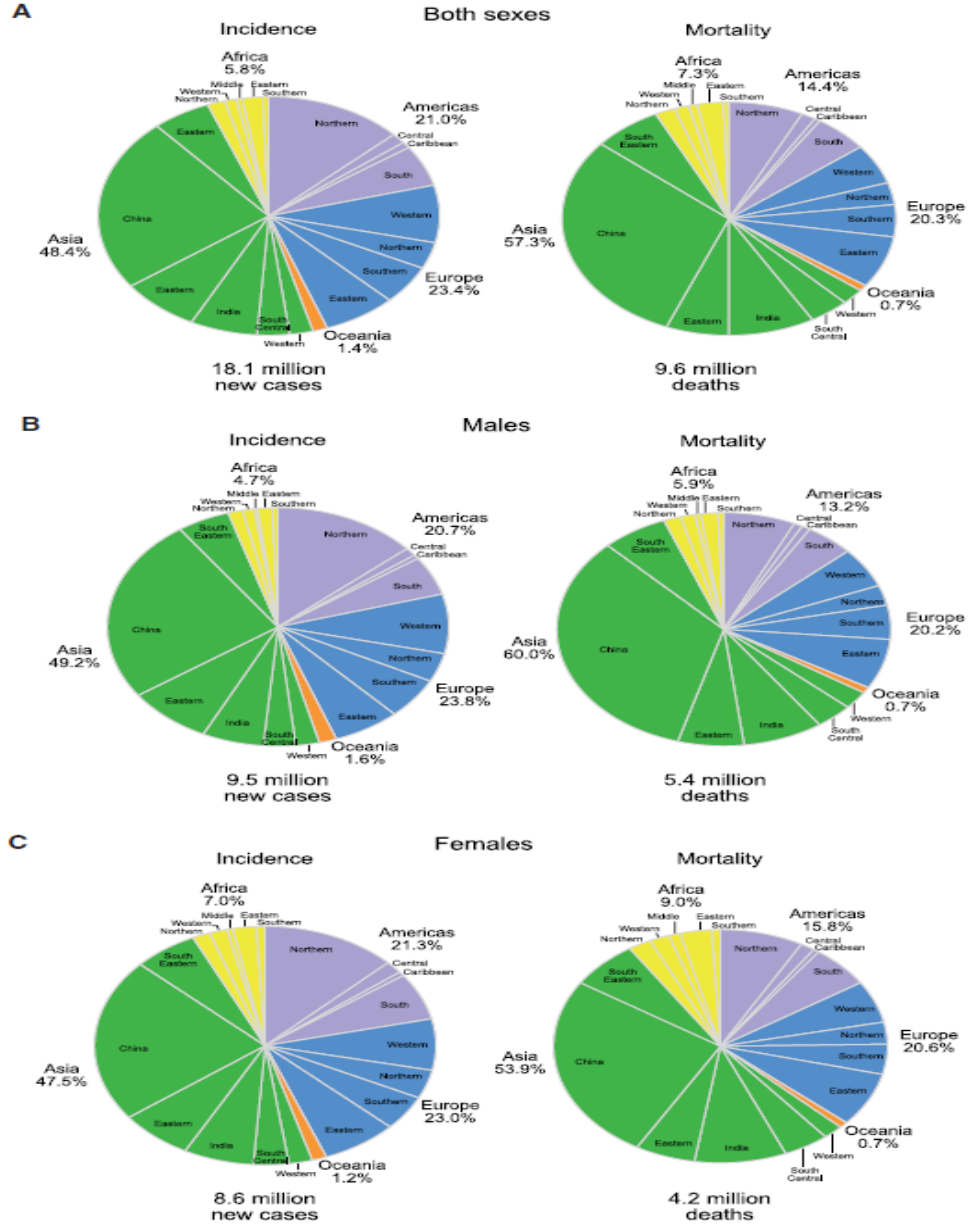 A
Both sexes
Incidence
Africa
5.8%
Middle
Eastern
Western
Southern
Northern
Americas
21.0%
Northern
Central
Caribbean
South
Western
Northern
Southern
Eastern
Europe
23.4%
Oceania
1.4%
Western
South
Central
India
Eastern
China
Eastern
Asia
48.4%
18.1 million
new cases
Mortality
Africa
7.3%
Middle
Eastern
Western
Southern
Northern
Americas
14.4%
Northern
Central
Caribbean
South
Western
Northern
Southern
Eastern
Europe
20.3%
Oceania
0.7%
Western
South
Central
India
Eastern
China
South
Eastern
Asia
57.3%
9.6 million
deaths
B
Males
Incidence
Africa
4.7%
Middle
Eastern
Western
Southern
Northern
Americas
20.7%
Northern
Central
Caribbean
South
Western
Northern
Southern
Eastern
Europe
23.8%
Oceania
1.6%
Western
South
Central
India
Eastern
China
South
Eastern
Asia
49.2%
9.5 million
new cases
Mortality
Africa
5.9%
Middle
Eastern
Western
Southern
Northern
Americas
13.2%
Northern
Central
Caribbean
South
Western
Northern
Southern
Eastern
Europe
20.2%
Oceania
0.7%
Western
South
Central
India
Eastern
China
South
Eastern
Asia
60.0%
5.4 million
deaths
C
Females
Incidence
Africa
7.0%
Middle
Eastern
Western
Southern
Northern
Americas
21.3%
Northern
Central
Caribbean
South
Western
Northern
Southern
Eastern
Europe
23.0%
Oceania
1.2%
Western
South
Central
India
Eastern
China
South
Eastern
Asia
47.5%
8.6 million
new cases
Mortality
Africa
9.0%
Middle
Eastern
Western
Southern
Northern
Americas
15.8%
Northern
Central
Caribbean
South
Western
Northern
Southern
Eastern
Europe
20.6%
Oceania
0.7%
Western
South
Central
India
Eastern
China
South
Eastern
Asia
53.9%
4.2 million
deaths